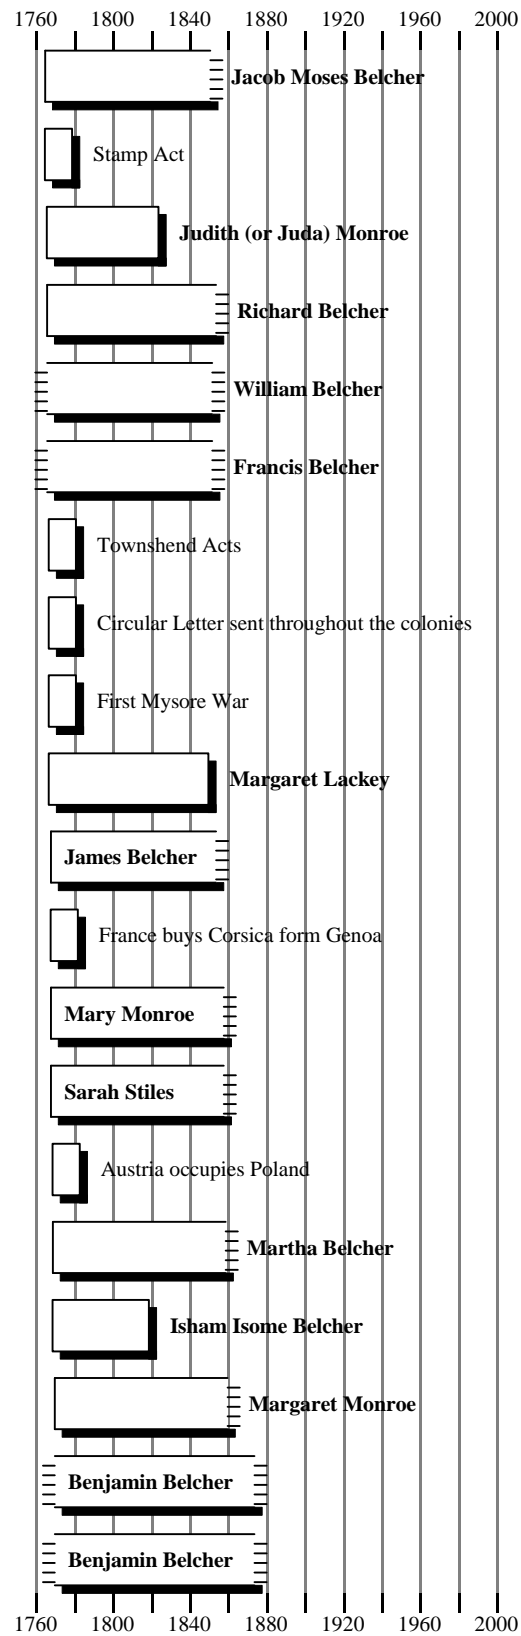 1760 1800 1840 1880 1920 1960 2000
Jacob Moses Belcher
Stamp Act
Judith (or Juda) Monroe
Richard Belcher
William Belcher
Francis Belcher
Townshend Acts
Circular Letter sent throughout the colonies
First Mysore War
Margaret Lackey
James Belcher
France buys Corsica form Genoa
Mary Monroe
Sarah Stiles
Austria occupies Poland
Martha Belcher
Isham Isome Belcher
Margaret Monroe
Benjamin Belcher
Benjamin Belcher
1760 1800 1840 1880 1920 1960 2000